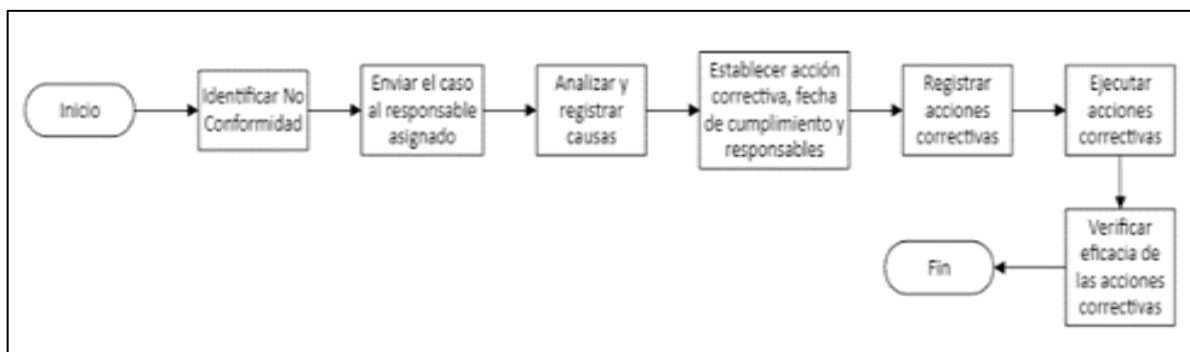 Inicio
Identificar No
Conformidad
Enviar el caso
al responsable
asignado
Analizar y
registrar
causas
Establecer acción
correctiva, fecha
de cumplimiento y
responsables
Registrar
acciones
correctivas
Ejecutar
acciones
correctivas
Verificar
eficacia de
las acciones
correctivas
Fin